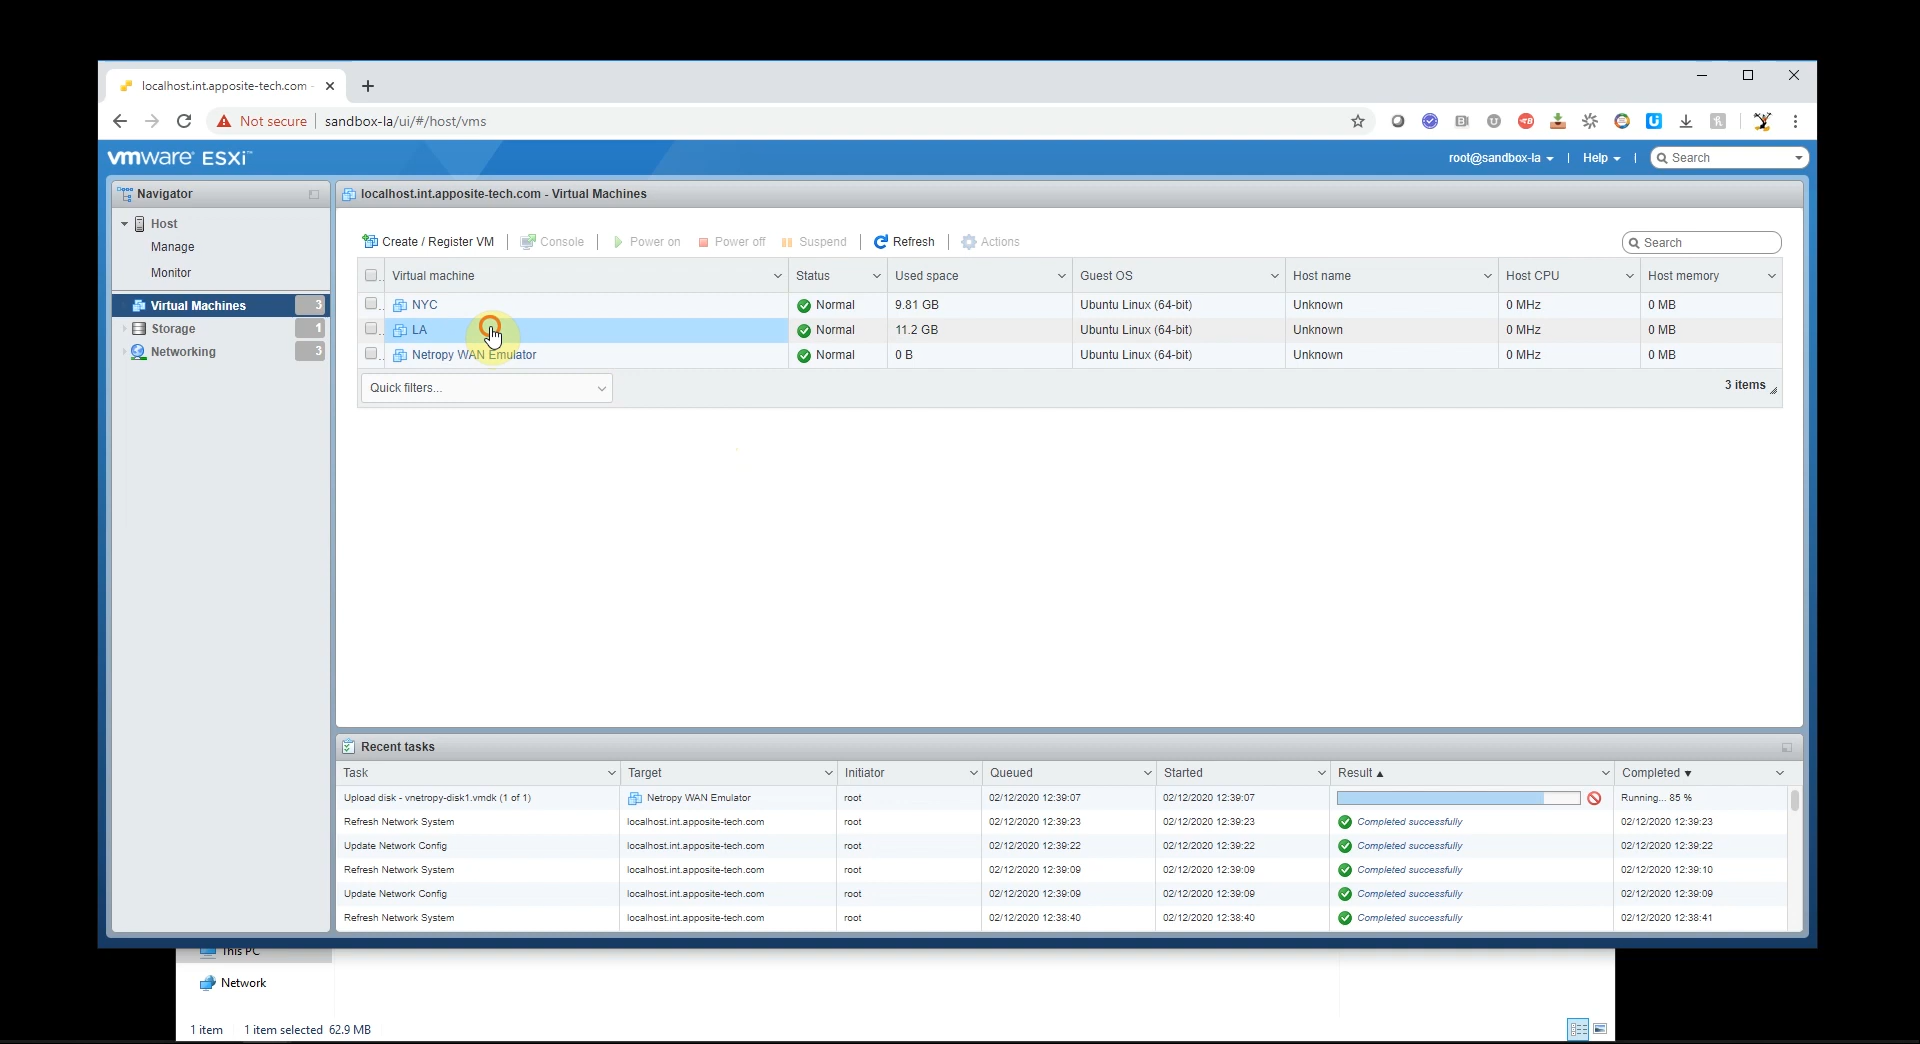 localhost.int.apposite-tech.com -
Not secure sandbox-la/ui/#/host/vms
vmware ESXi™
root@sandbox-la Help Search
Navigator
localhost.int.apposite-tech.com - Virtual Machines
Host
Manage
Monitor
Virtual Machines 3
Storage 1
Networking 3
Create / Register VM Console Power on Power off Suspend Refresh Actions Search
Virtual machine Status Used space Guest OS Host name Host CPU Host memory
NYC Normal 9.81 GB Ubuntu Linux (64-bit) Unknown 0 MHz 0 MB
LA Normal 11.2 GB Ubuntu Linux (64-bit) Unknown 0 MHz 0 MB
Netropy WAN Emulator Normal 0 B Ubuntu Linux (64-bit) Unknown 0 MHz 0 MB
Quick filters... 3 items
Recent tasks
Task Target Initiator Queued Started Result ▲ Completed ▼
Upload disk - vnetropy-disk1.vmdk (1 of 1) Netropy WAN Emulator root 02/12/2020 12:39:07 02/12/2020 12:39:07 Running... 85 %
Refresh Network System localhost.int.apposite-tech.com root 02/12/2020 12:39:23 02/12/2020 12:39:23 Completed successfully 02/12/2020 12:39:23
Update Network Config localhost.int.apposite-tech.com root 02/12/2020 12:39:22 02/12/2020 12:39:22 Completed successfully 02/12/2020 12:39:22
Refresh Network System localhost.int.apposite-tech.com root 02/12/2020 12:39:09 02/12/2020 12:39:09 Completed successfully 02/12/2020 12:39:10
Update Network Config localhost.int.apposite-tech.com root 02/12/2020 12:39:09 02/12/2020 12:39:09 Completed successfully 02/12/2020 12:39:09
Refresh Network System localhost.int.apposite-tech.com root 02/12/2020 12:38:40 02/12/2020 12:38:40 Completed successfully 02/12/2020 12:38:41
This PC
Network
1 item 1 item selected 62.9 MB